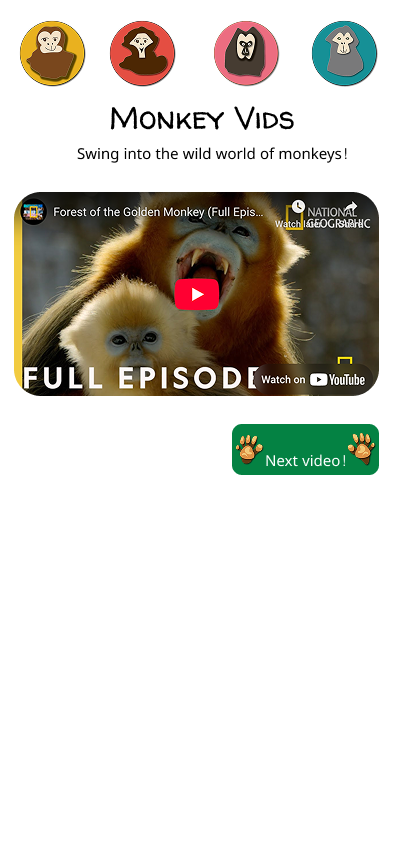 Monkey Vids
Swing into the wild world of monkeys!
Forest of the Golden Monkey (Full Epis...
NATIONAL
GEOGRAPHIC
Watch later
Share
FULL EPISODE
Watch on YouTube
Next video!